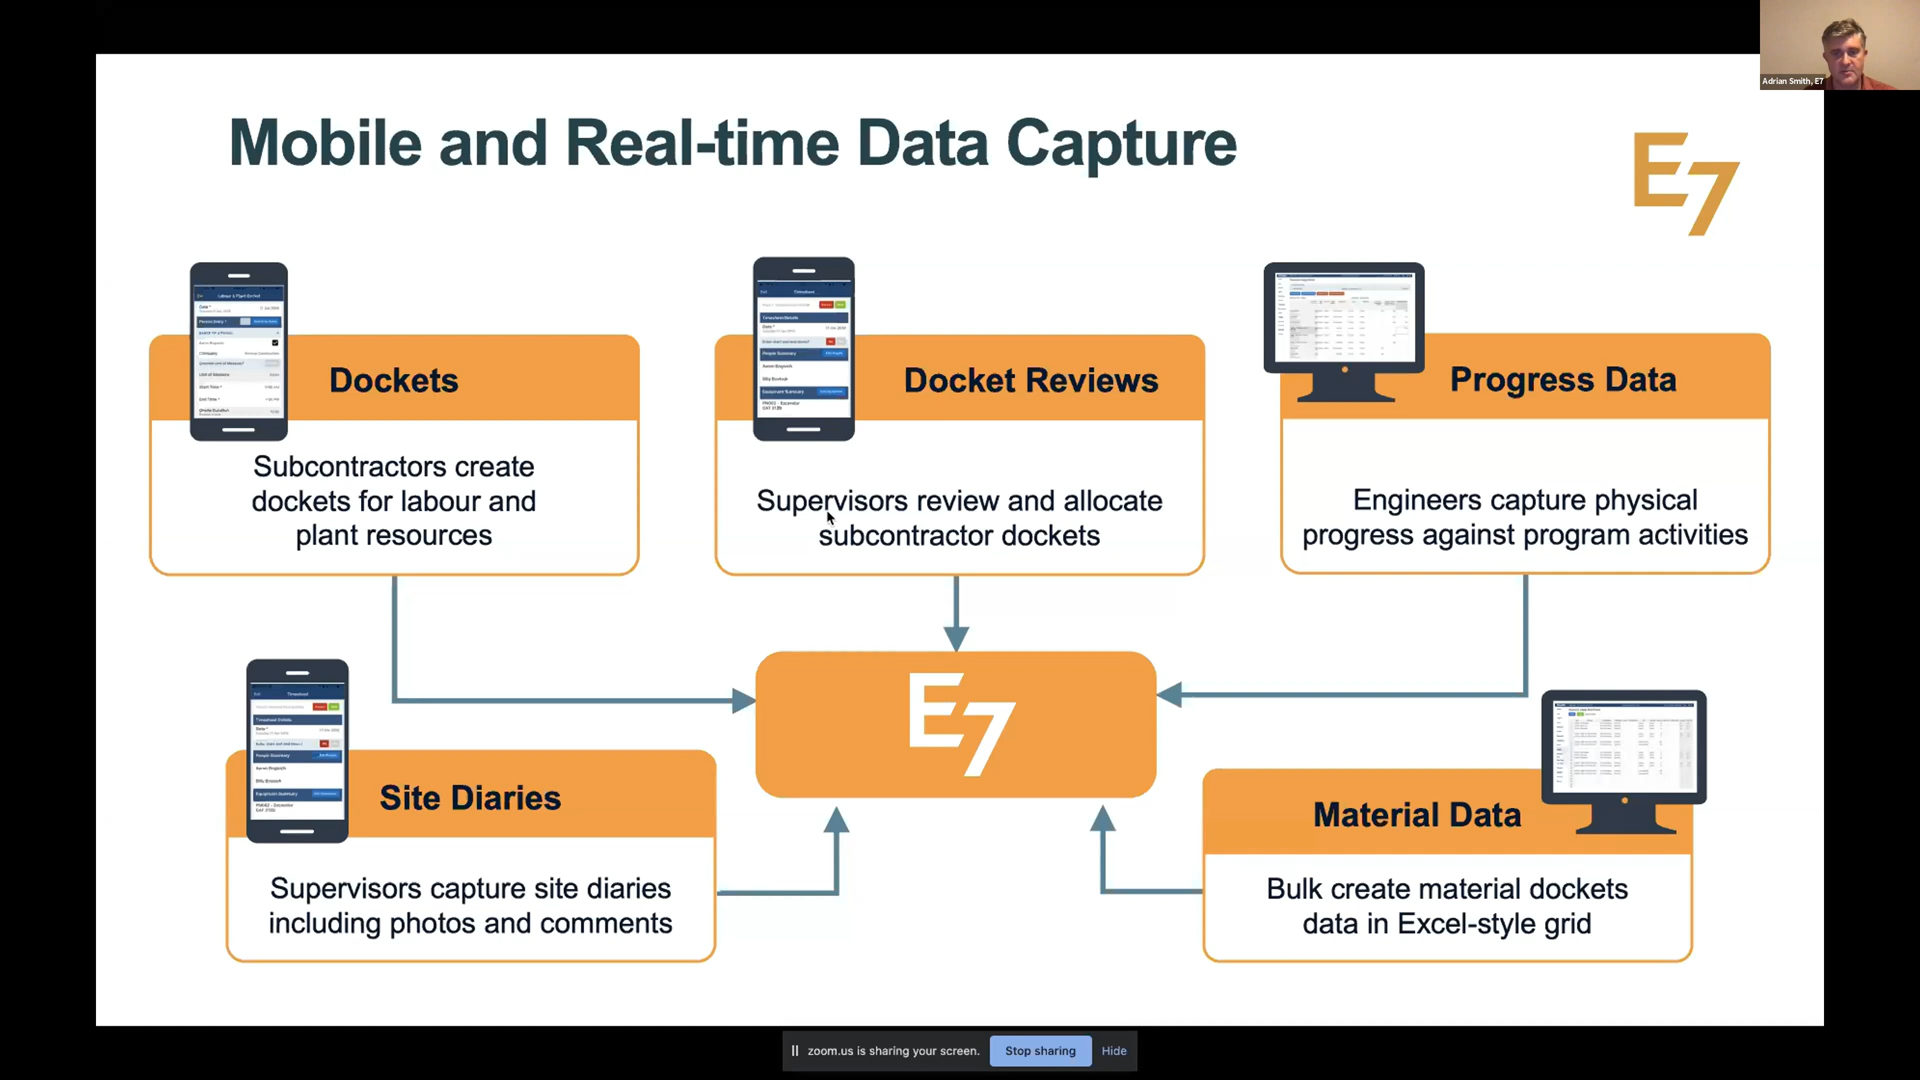 Adrian Smith, E7
Mobile and Real-time Data Capture
E7
Dockets
Subcontractors create
dockets for labour and
plant resources
Docket Reviews
Supervisors review and allocate
subcontractor dockets
Progress Data
Engineers capture physical
progress against program activities
E7
Site Diaries
Supervisors capture site diaries
including photos and comments
Material Data
Bulk create material dockets
data in Excel-style grid
zoom.us is sharing your screen.
Stop sharing
Hide